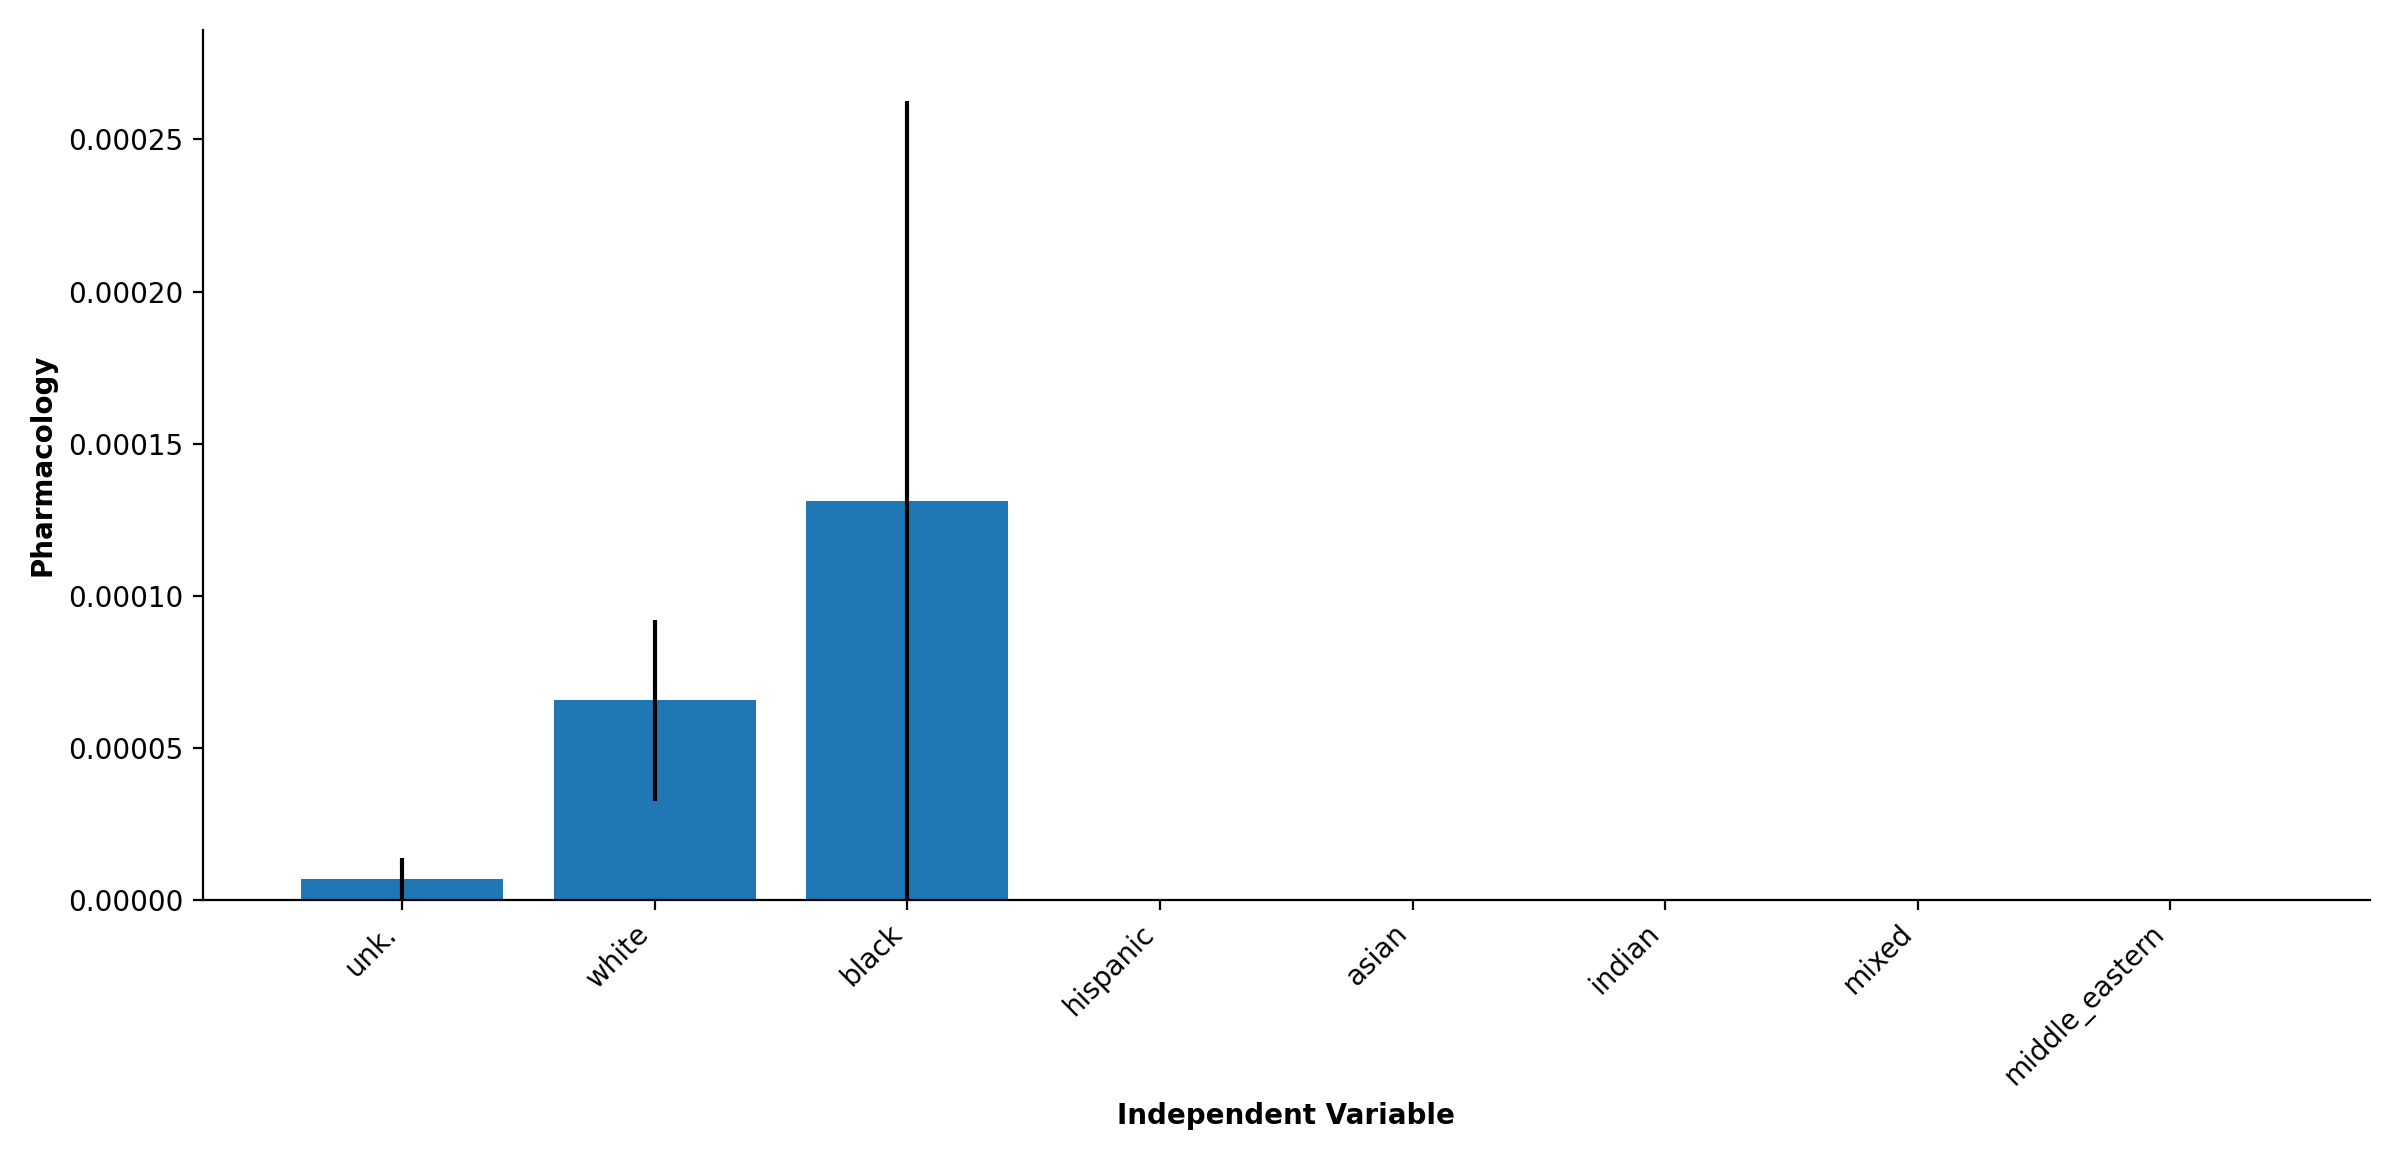 0.00025
0.00020
0.00015
0.00010
0.00005
0.00000
Pharmacology
unk.
white
black
hispanic
asian
indian
mixed
middle_eastern
Independent Variable